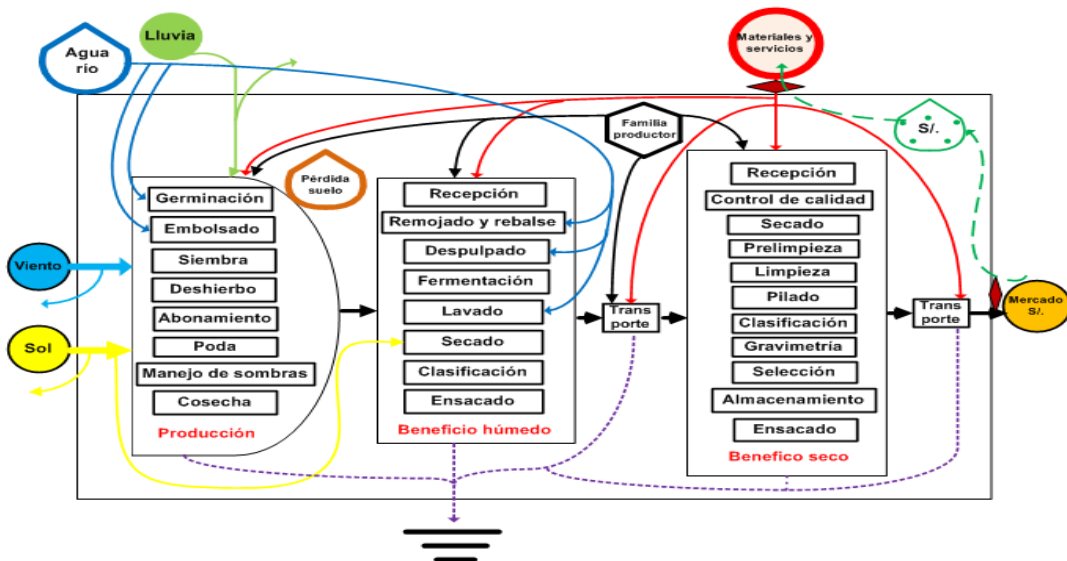 Agua
río
Lluvia
Materiales y
servicios
Familia
productor
S/.
Pérdida
suelo
Viento
Sol
Germinación
Embolsado
Siembra
Deshierbo
Abonamiento
Poda
Manejo de sombras
Cosecha
Producción
Recepción
Remojado y rebalse
Despulpado
Fermentación
Lavado
Secado
Clasificación
Ensacado
Beneficio húmedo
Trans
porte
Recepción
Control de calidad
Secado
Prelimpieza
Limpieza
Pilado
Clasificación
Gravimetría
Selección
Almacenamiento
Ensacado
Benefico seco
Trans
porte
Mercado
S/.